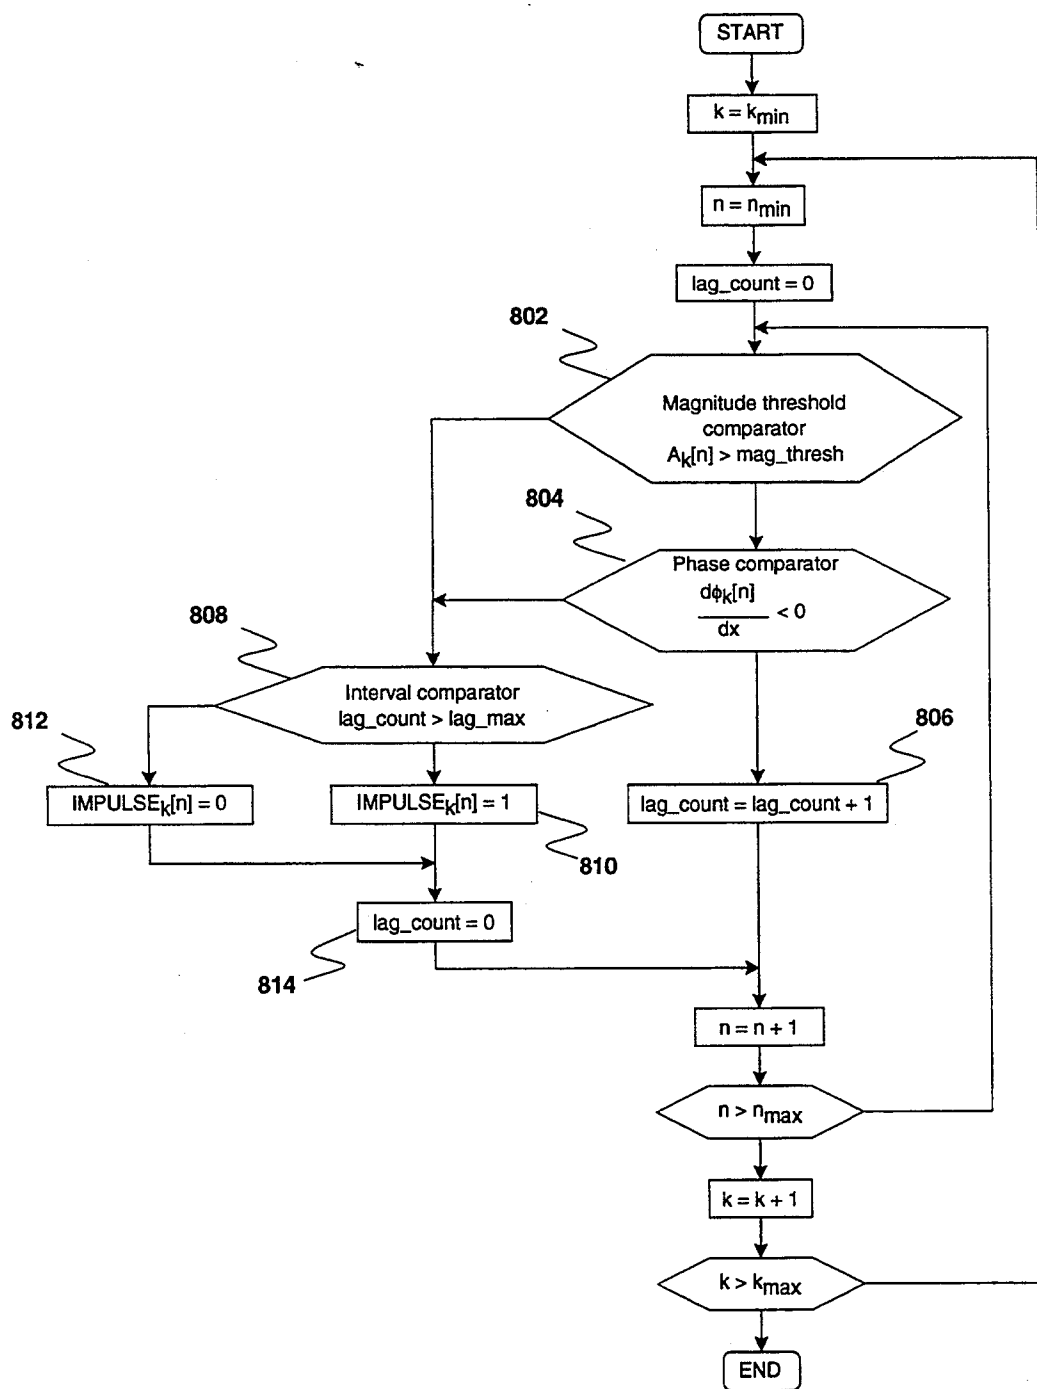 START
k = kmin
n = nmin
lag_count = 0
802
Magnitude threshold
comparator
Ak[n] > mag_thresh
804
Phase comparator
dϕk[n]
dx
< 0
808
Interval comparator
lag_count > lag_max
812
806
IMPULSEk[n] = 0
IMPULSEk[n] = 1
lag_count = lag_count + 1
810
lag_count = 0
814
n = n + 1
n > nmax
k = k + 1
k > kmax
END